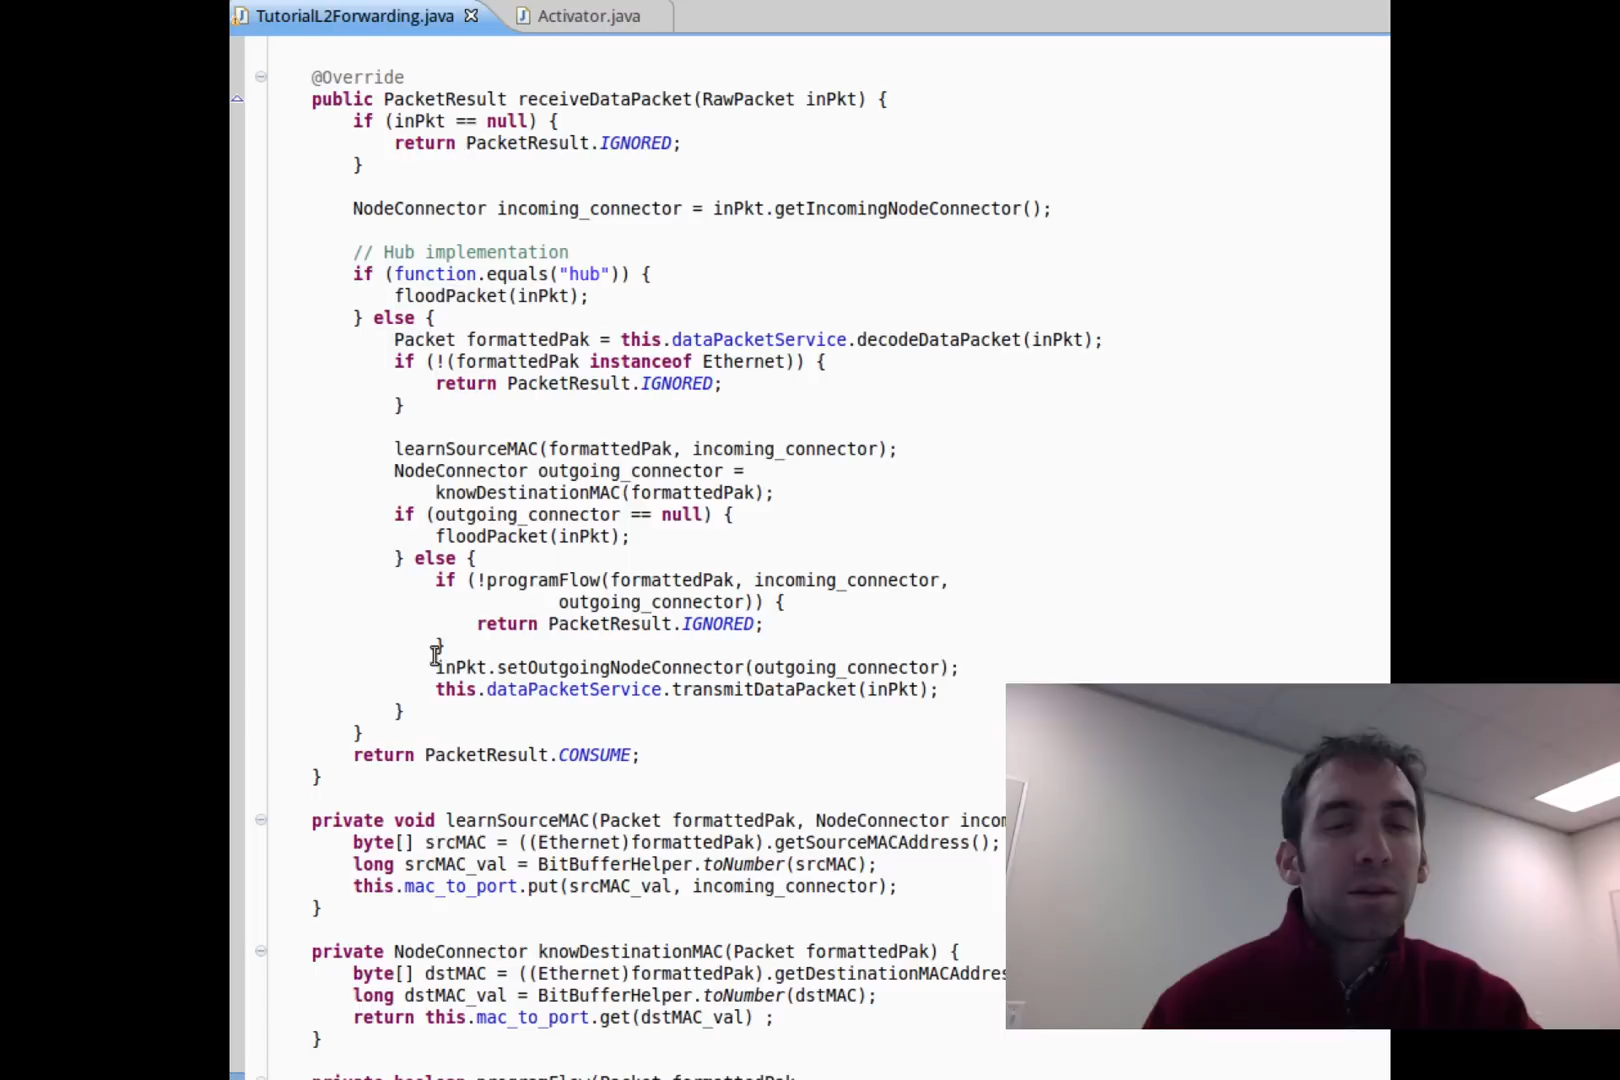 TutorialL2Forwarding.java
Activator.java
@Override
public PacketResult receiveDataPacket(RawPacket inPkt) {
if (inPkt == null) {
return PacketResult.IGNORED;
}
NodeConnector incoming_connector = inPkt.getIncomingNodeConnector();
// Hub implementation
if (function.equals("hub")) {
floodPacket(inPkt);
} else {
Packet formattedPak = this.dataPacketService.decodeDataPacket(inPkt);
if (!(formattedPak instanceof Ethernet)) {
return PacketResult.IGNORED;
}
learnSourceMAC(formattedPak, incoming_connector);
NodeConnector outgoing_connector =
knowDestinationMAC(formattedPak);
if (outgoing_connector == null) {
floodPacket(inPkt);
} else {
if (!programFlow(formattedPak, incoming_connector,
outgoing_connector)) {
return PacketResult.IGNORED;
}
inPkt.setOutgoingNodeConnector(outgoing_connector);
this.dataPacketService.transmitDataPacket(inPkt);
}
}
return PacketResult.CONSUME;
}
private void learnSourceMAC(Packet formattedPak, NodeConnector incom
byte[] srcMAC = ((Ethernet)formattedPak).getSourceMACAddress();
long srcMAC_val = BitBufferHelper.toNumber(srcMAC);
this.mac_to_port.put(srcMAC_val, incoming_connector);
}
private NodeConnector knowDestinationMAC(Packet formattedPak) {
byte[] dstMAC = ((Ethernet)formattedPak).getDestinationMACAddres
long dstMAC_val = BitBufferHelper.toNumber(dstMAC);
return this.mac_to_port.get(dstMAC_val) ;
}
private boolean programFlow(Packet formattedPak,